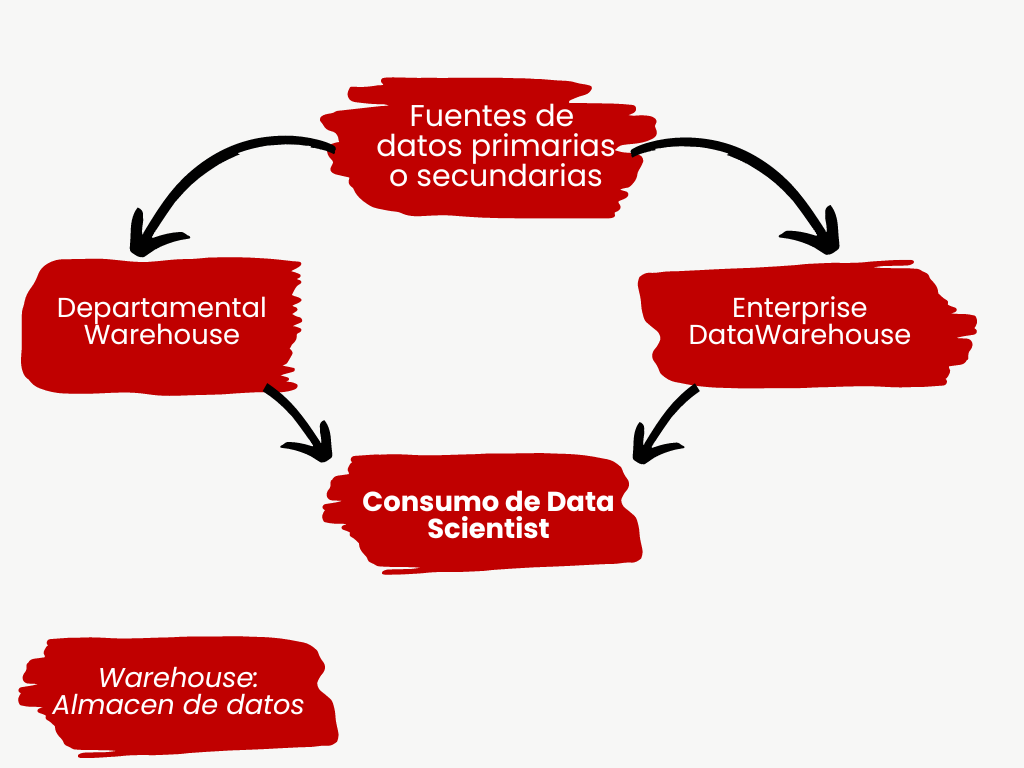 Fuentes de
datos primarias
o secundarias
Departamental
Warehouse
Enterprise
DataWarehouse
Consumo de Data
Scientist
Warehouse:
Almacen de datos